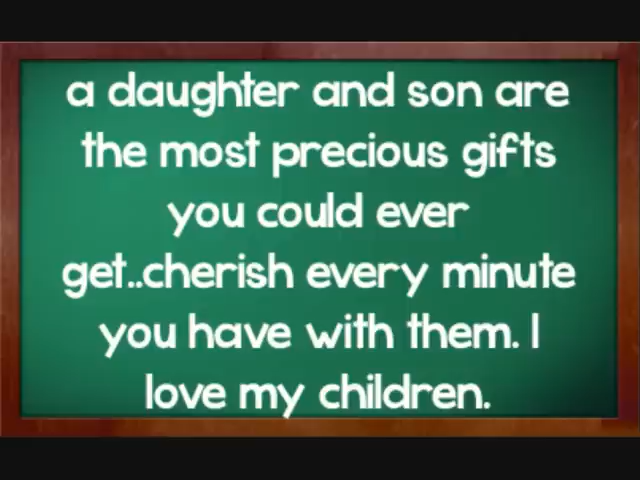 a daughter and son are
the most precious gifts
you could ever
get..cherish every minute
you have with them. I
love my children.